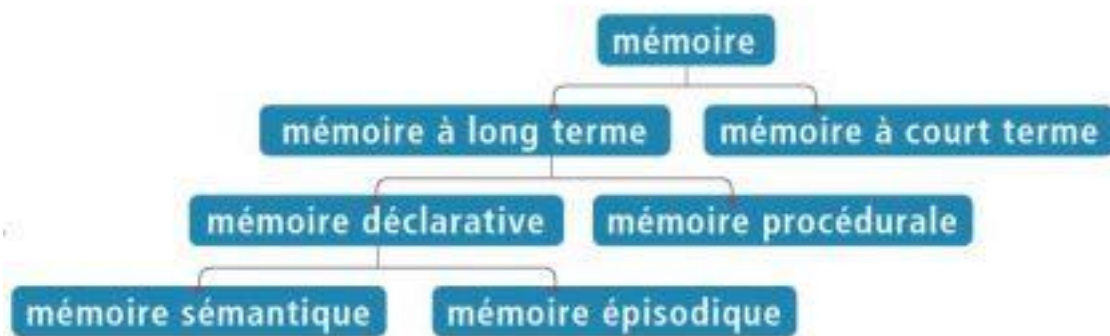 mémoire
mémoire à long terme
mémoire à court terme
mémoire déclarative
mémoire procédurale
mémoire sémantique
mémoire épisodique